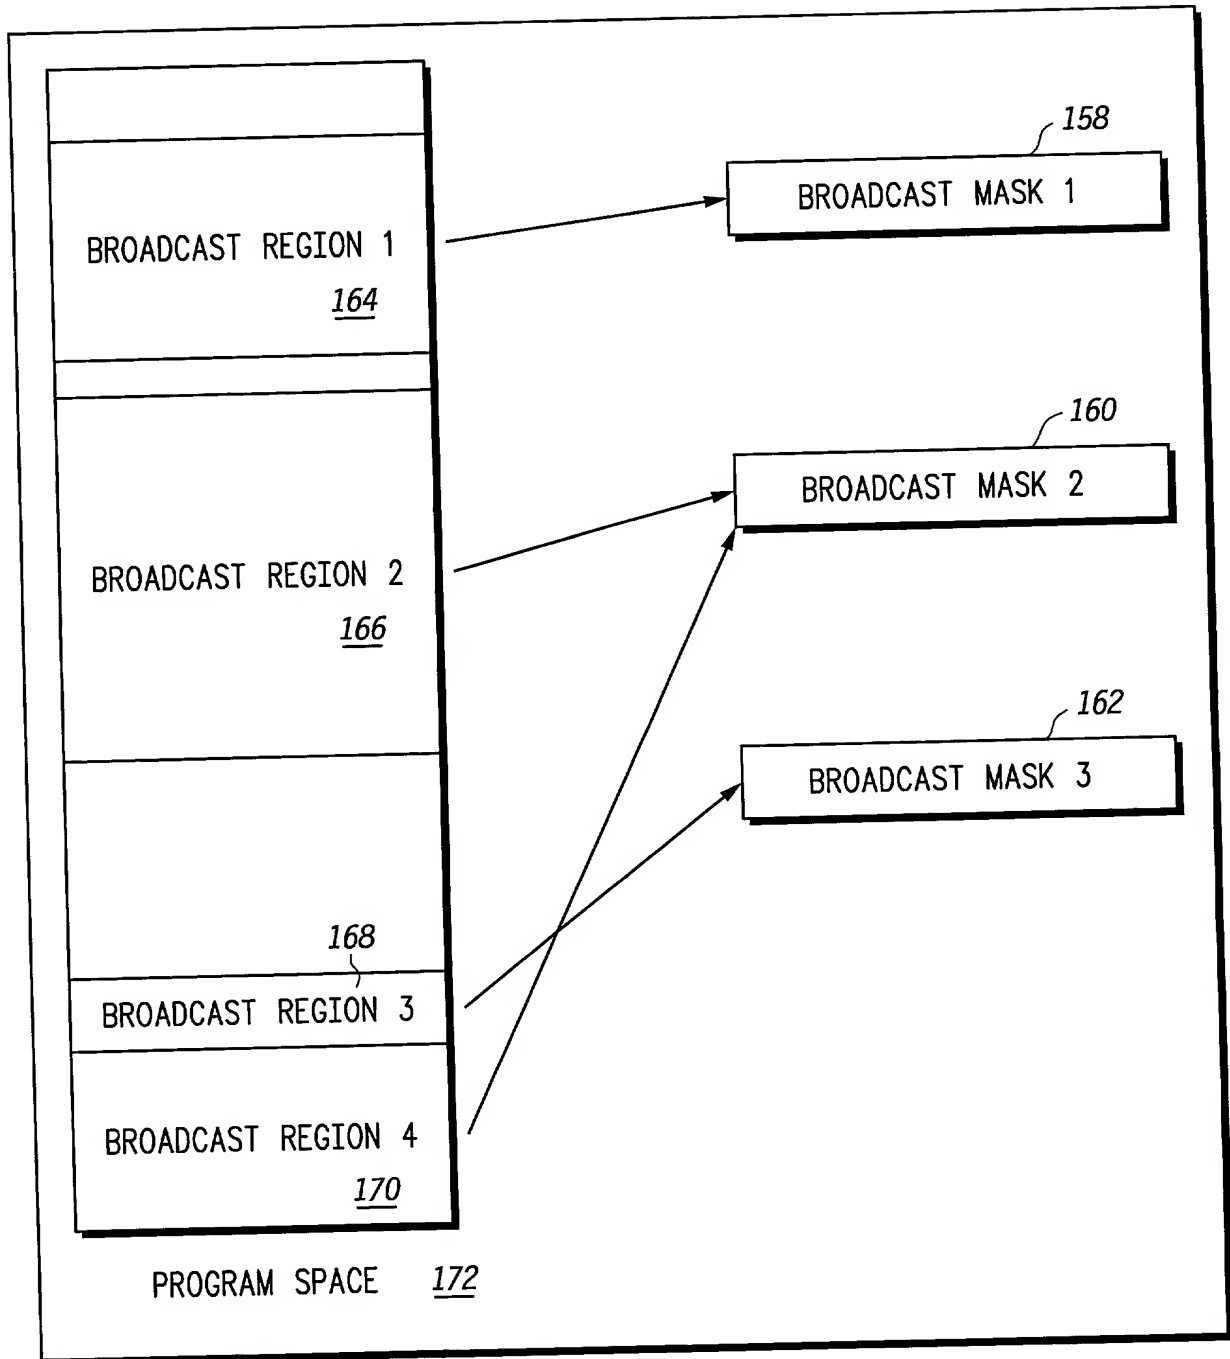 158
BROADCAST MASK 1
BROADCAST REGION 1
164
160
BROADCAST MASK 2
BROADCAST REGION 2
166
162
BROADCAST MASK 3
168
BROADCAST REGION 3
BROADCAST REGION 4
170
PROGRAM SPACE 172